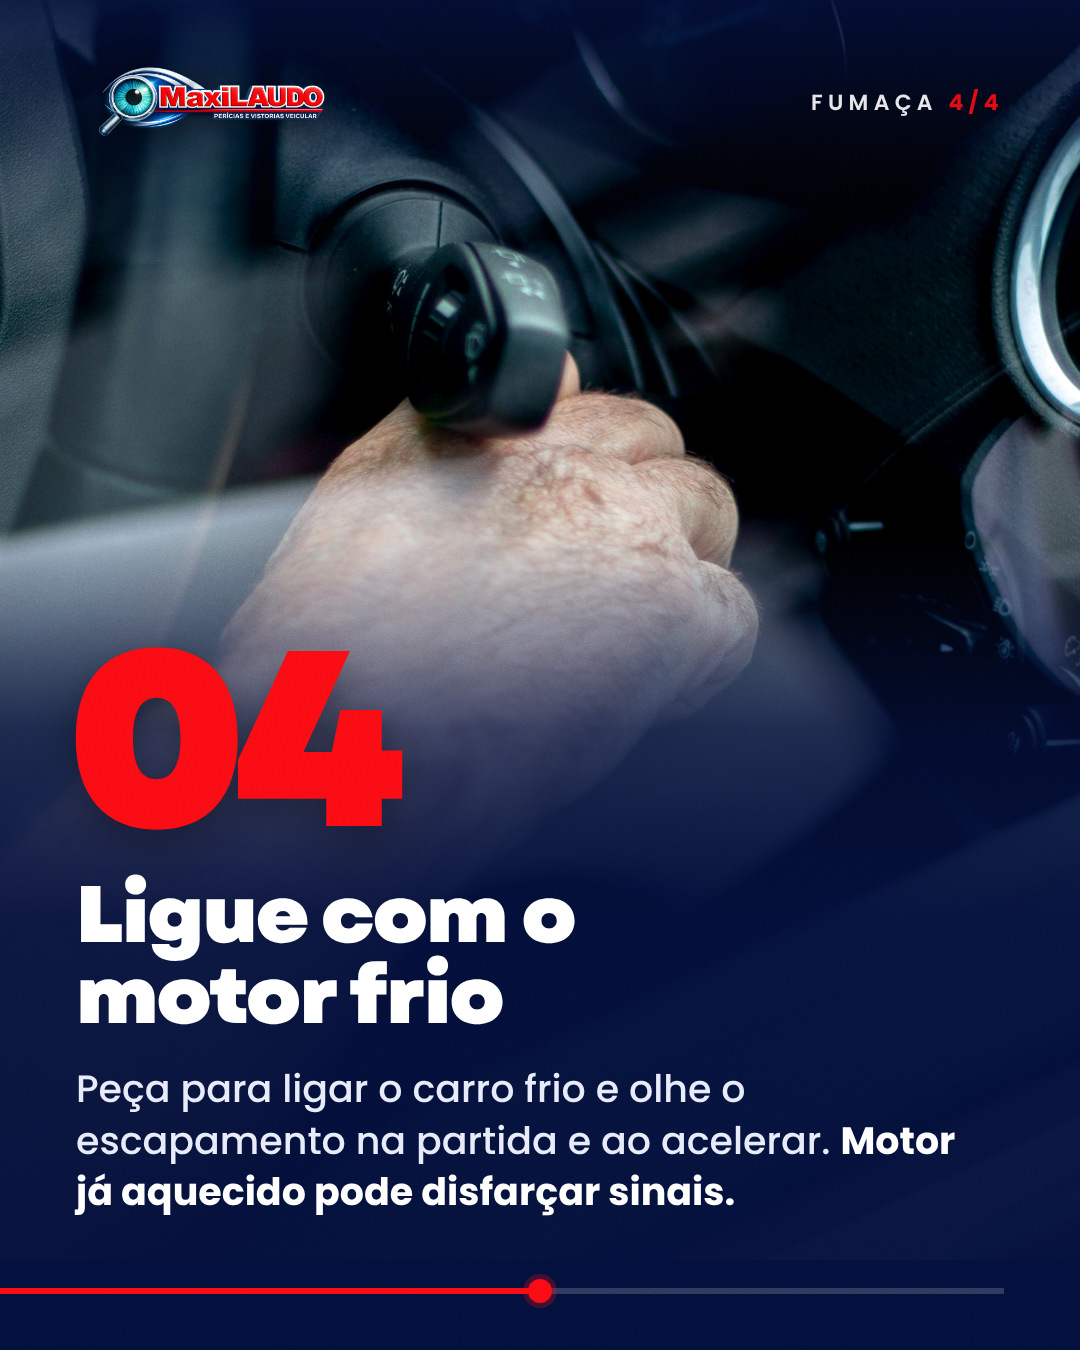 MaxiLAUDO
PERÍCIAS E VISTORIAS VEICULAR
FUMAÇA 4/4
04
Ligue com o
motor frio
Peça para ligar o carro frio e olhe o
escapamento na partida e ao acelerar. Motor
já aquecido pode disfarçar sinais.